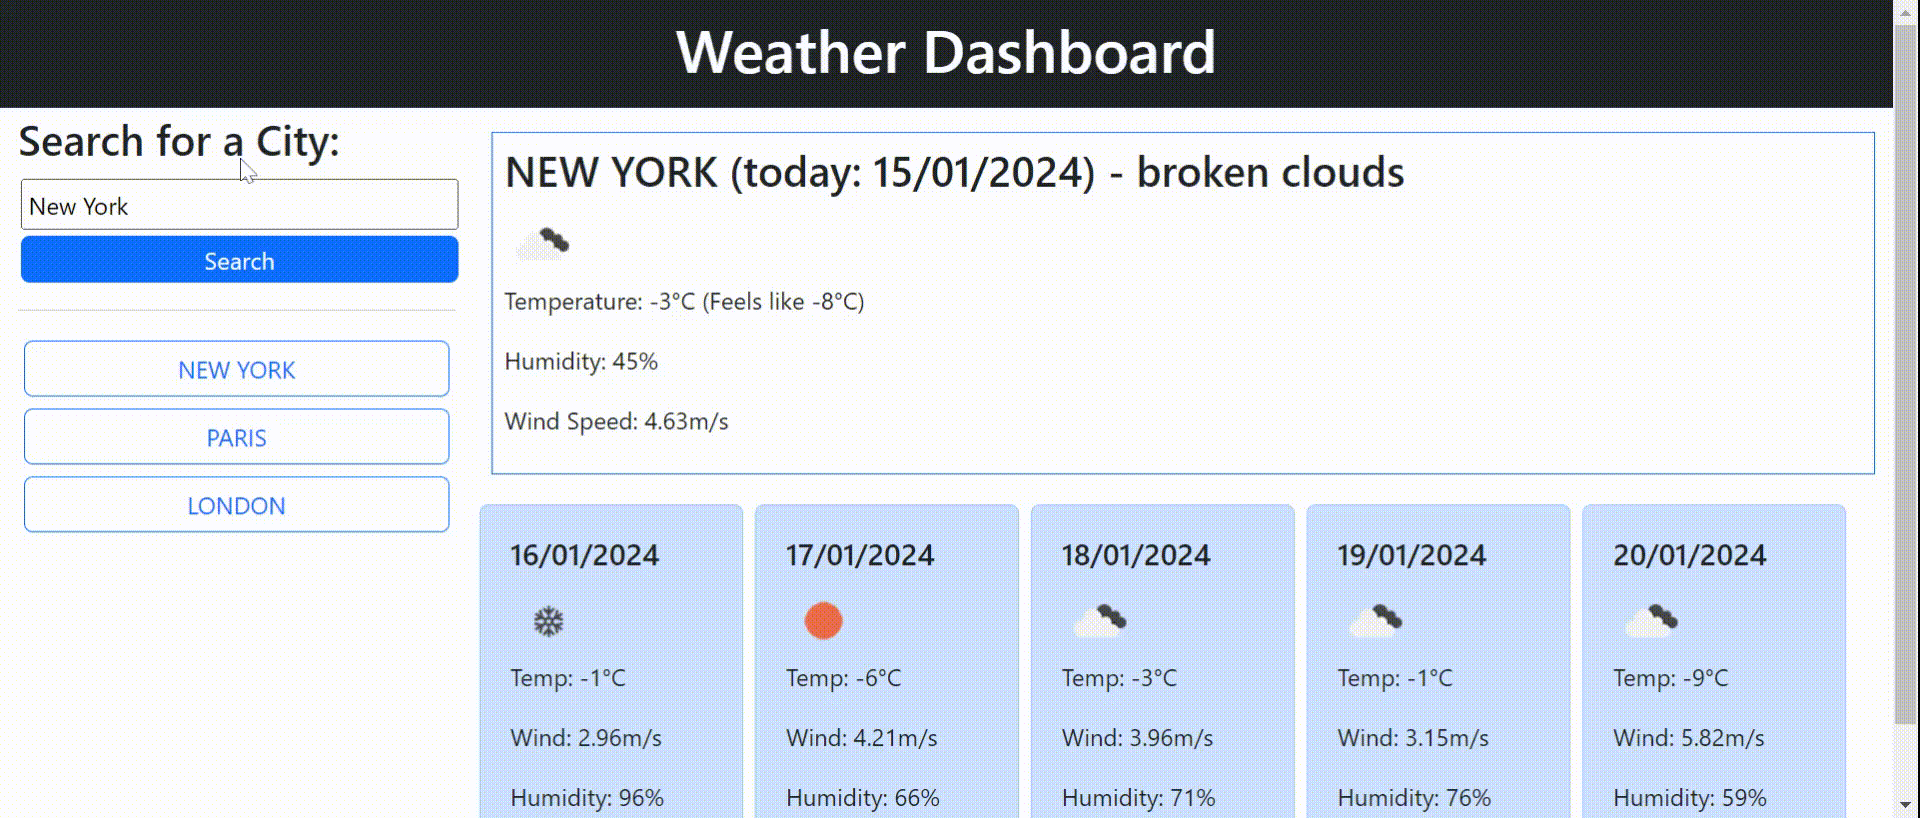 Weather Dashboard
Search for a City:
New York
Search
NEW YORK
PARIS
LONDON
NEW YORK (today: 15/01/2024) - broken clouds
Temperature: -3°C (Feels like -8°C)
Humidity: 45%
Wind Speed: 4.63m/s
16/01/2024
Temp: -1°C
Wind: 2.96m/s
Humidity: 96%
17/01/2024
Temp: -6°C
Wind: 4.21m/s
Humidity: 66%
18/01/2024
Temp: -3°C
Wind: 3.96m/s
Humidity: 71%
19/01/2024
Temp: -1°C
Wind: 3.15m/s
Humidity: 76%
20/01/2024
Temp: -9°C
Wind: 5.82m/s
Humidity: 59%